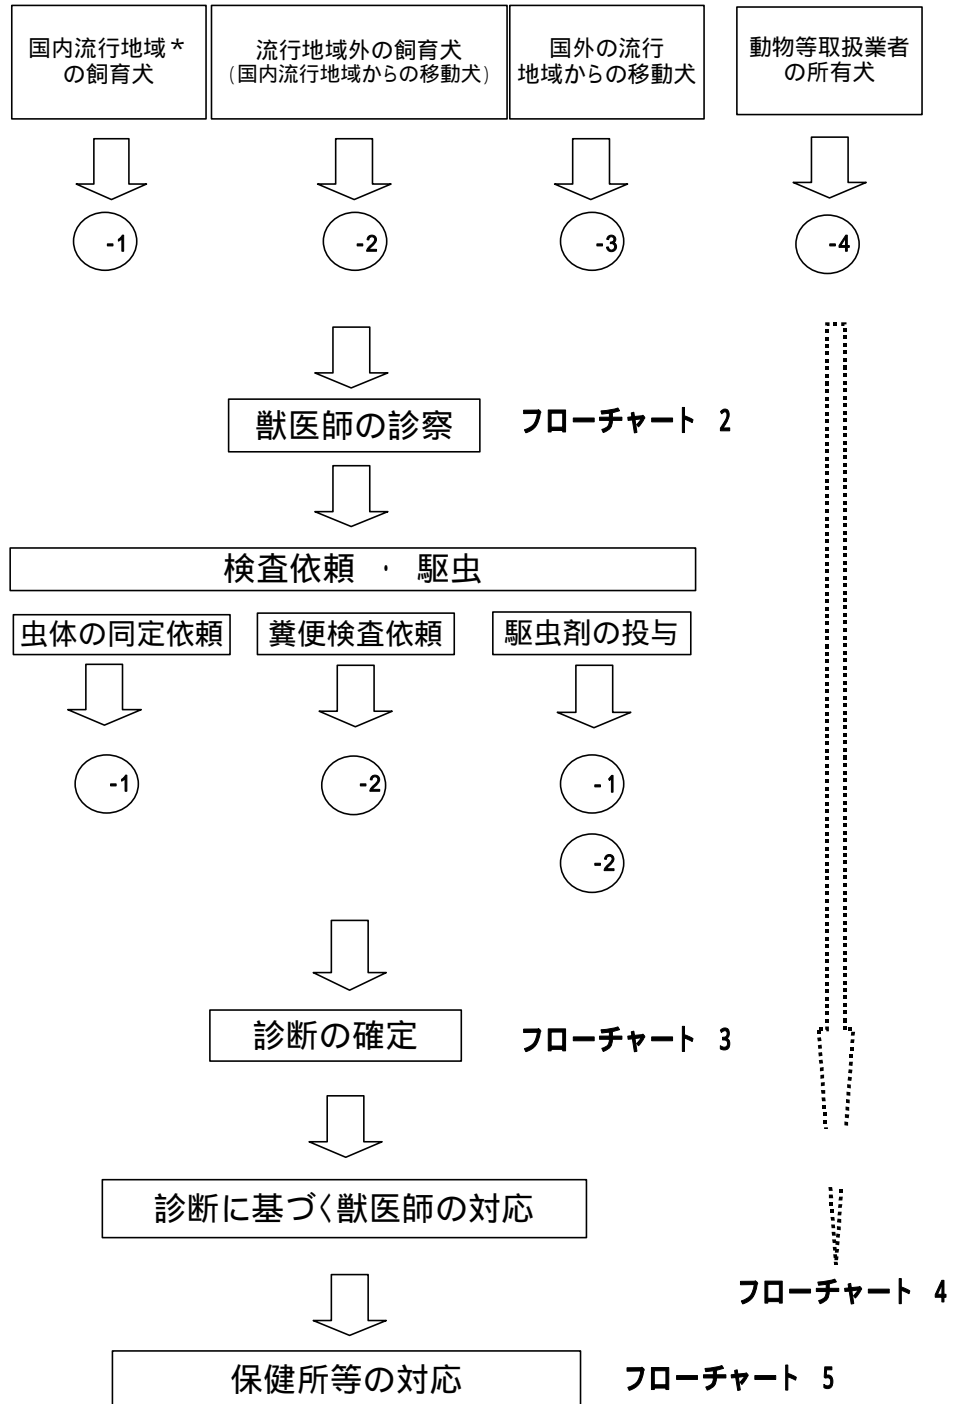 国内流行地域*
の飼育犬
流行地域外の飼育犬
(国内流行地域からの移動犬)
国外の流行
地域からの移動犬
動物等取扱業者
の所有犬
-1
-2
-3
-4
獣医師の診察
フローチャート 2
検査依頼 ・ 駆虫
虫体の同定依頼
糞便検査依頼
駆虫剤の投与
-1
-2
-1
-2
診断の確定
フローチャート 3
診断に基づく獣医師の対応
フローチャート 4
保健所等の対応
フローチャート 5